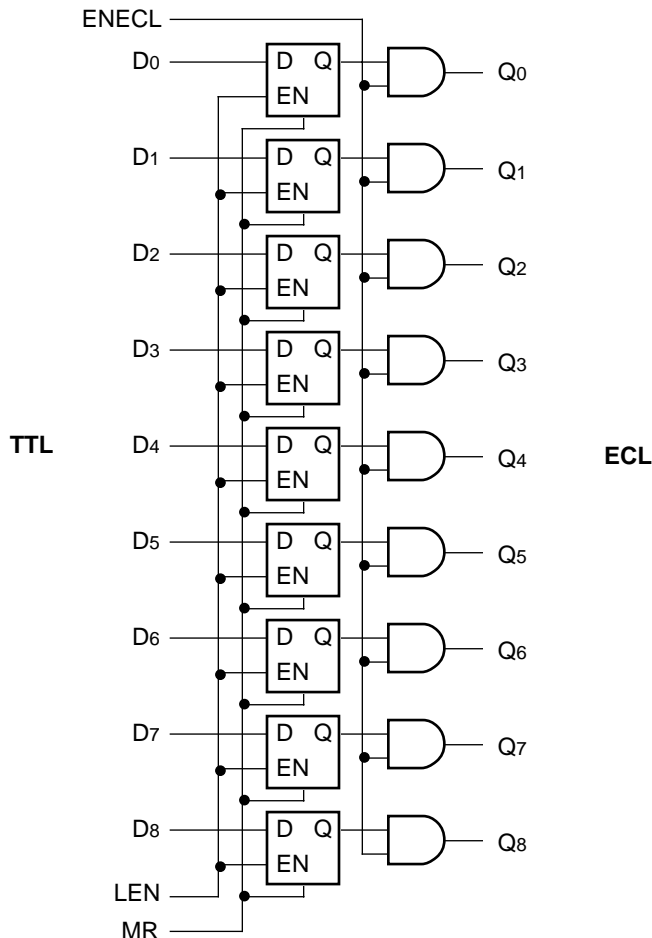 ENECL
D0 D Q Q0
EN
D1 D Q Q1
EN
D2 D Q Q2
EN
D3 D Q Q3
EN
TTL D4 D Q Q4 ECL
EN
D5 D Q Q5
EN
D6 D Q Q6
EN
D7 D Q Q7
EN
D8 D Q Q8
EN
LEN
MR